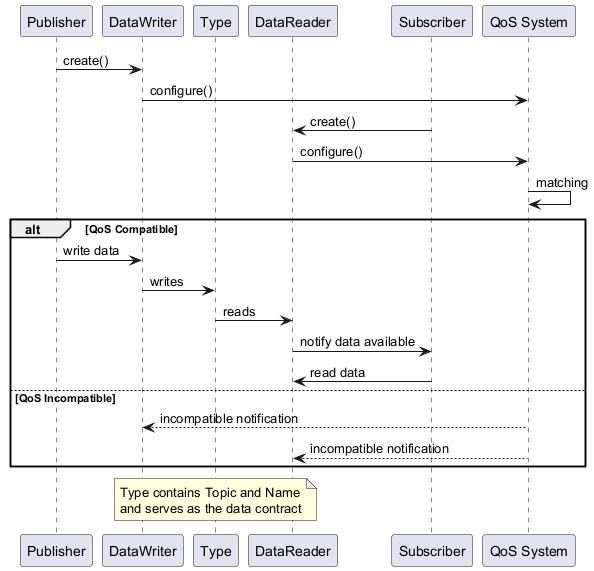 Publisher DataWriter Type DataReader Subscriber QoS System
create()
configure()
create()
configure()
matching
alt [QoS Compatible]
write data
writes
reads
notify data available
read data
[QoS Incompatible]
incompatible notification
incompatible notification
Type contains Topic and Name
and serves as the data contract
Publisher DataWriter Type DataReader Subscriber QoS System